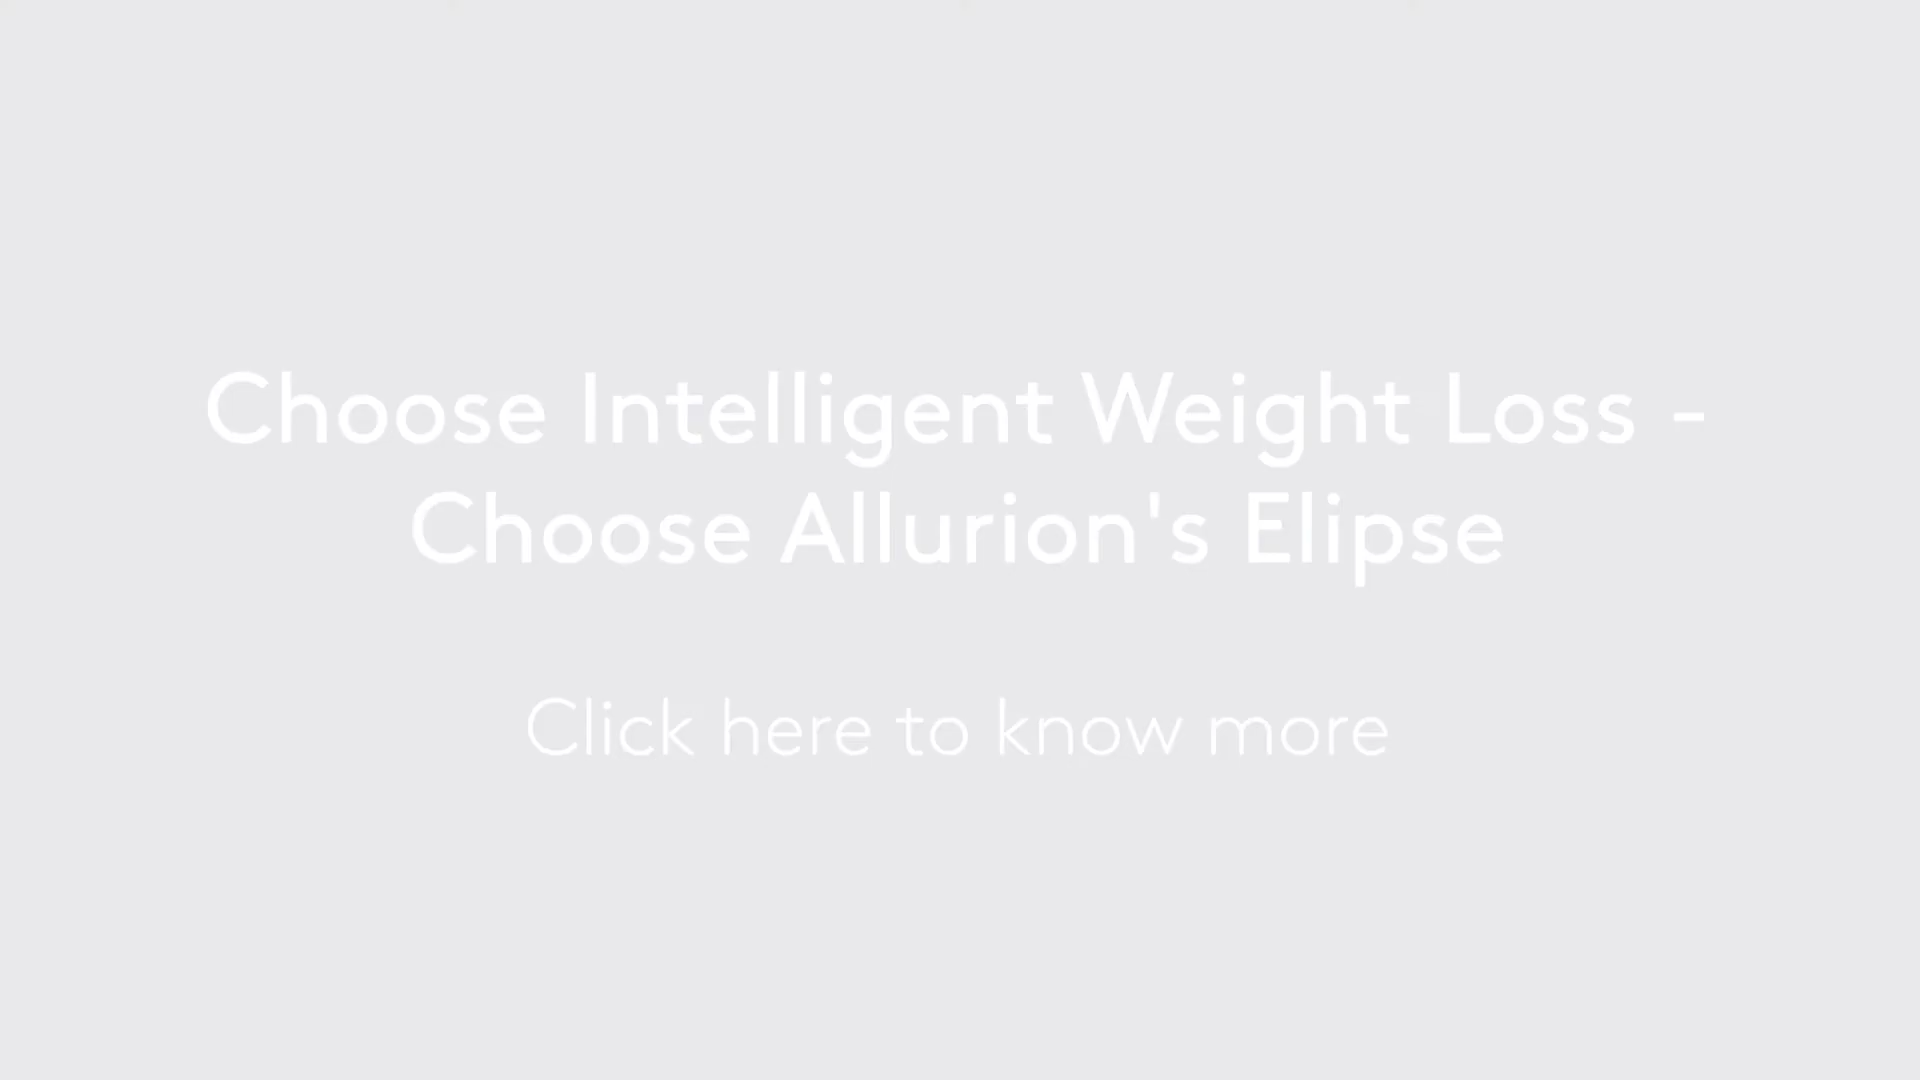 Choose Intelligent Weight Loss -
Choose Allurion's Elipse
Click here to know more